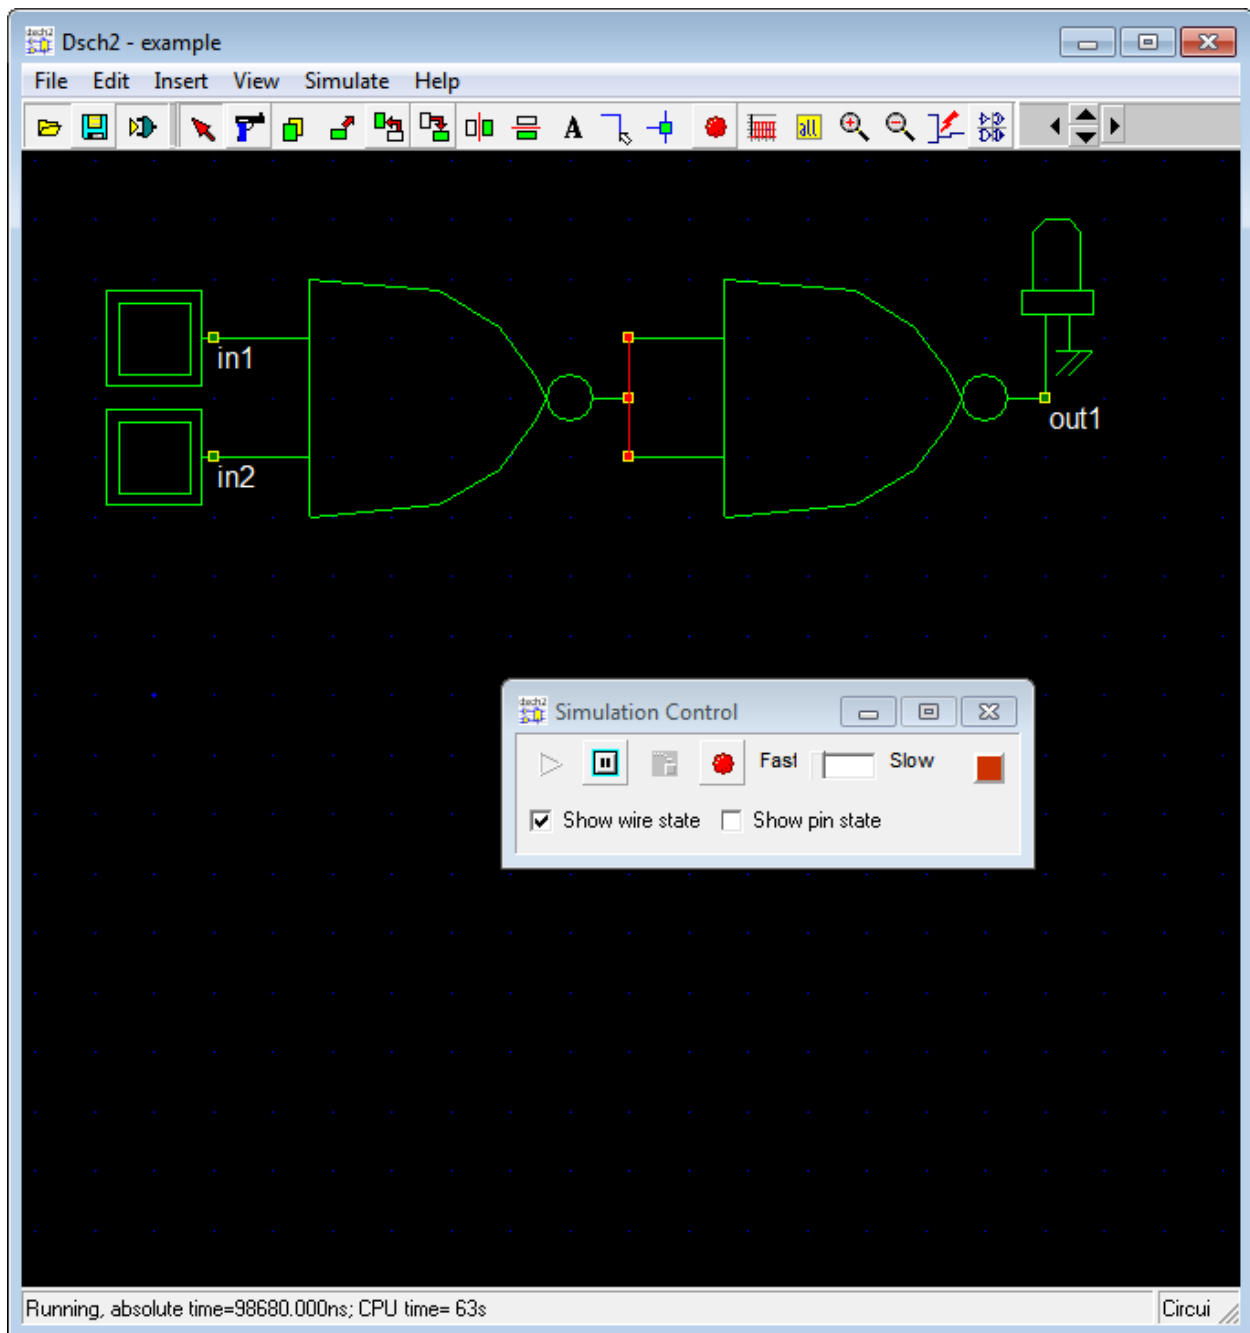 Dsch2 - example
File Edit Insert View Simulate Help
A all
in1
in2
out1
Simulation Control
Fast Slow
Show wire state Show pin state
Running, absolute time=98680.000ns; CPU time= 63s Circui